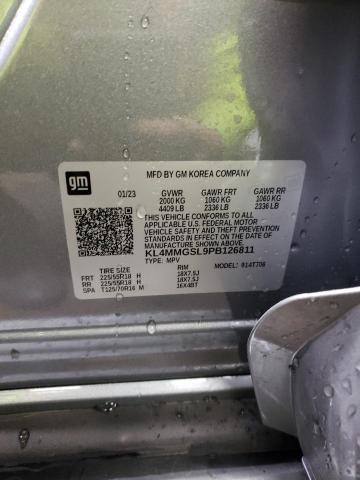 gm
MFD BY GM KOREA COMPANY
01/23 GVWR GAWR FRT GAWR RR
2000 KG 1060 KG 1060 KG
4409 LB 2336 LB 2336 LB
THIS VEHICLE CONFORMS TO ALL
APPLICABLE U.S. FEDERAL MOTOR
VEHICLE SAFETY AND THEFT
PREVENTION STANDARDS IN EFFECT
ON THE DATE OF MANUFACTURE
SHOWN ABOVE.
KL4MMGSL9PB126811
TYPE: MPV MODEL: 914T706
TIRE SIZE RIM
FRT 225/55R18 H 18X7.5J
RR 225/55R18 H 18X7.5J
SPA T125/70R16 M 16X4BT